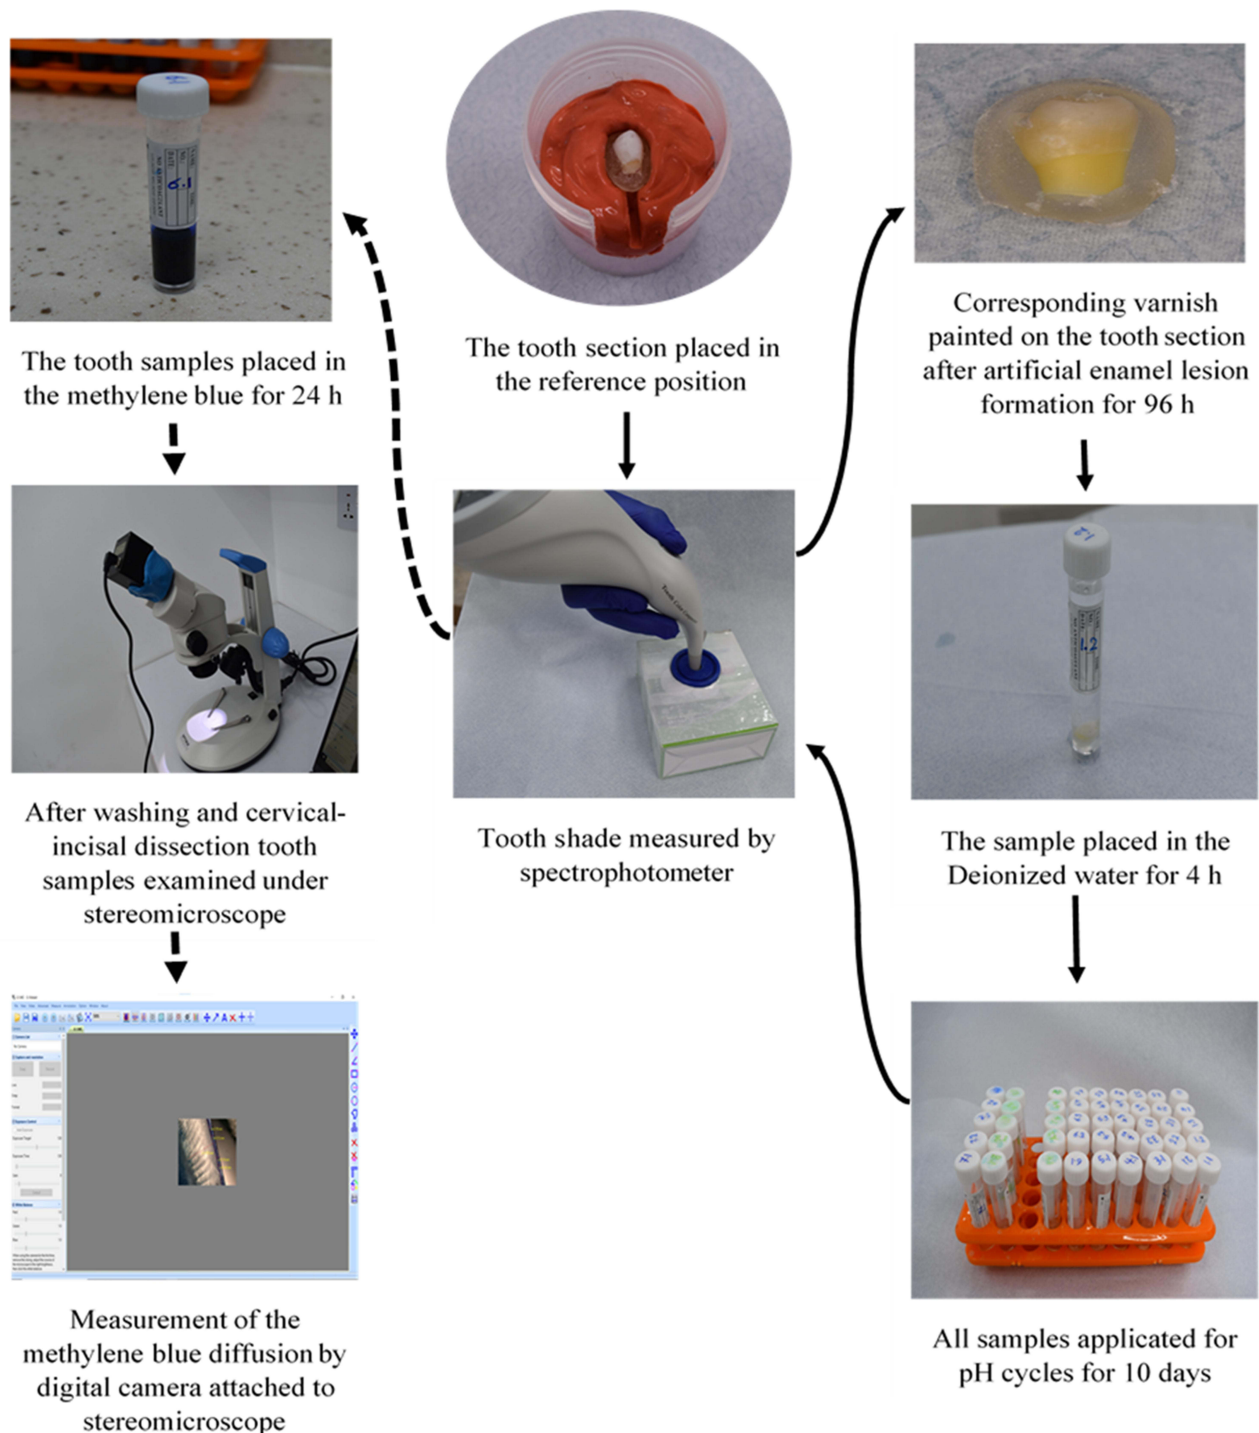 The tooth samples placed in
the methylene blue for 24 h
The tooth section placed in
the reference position
Corresponding varnish
painted on the tooth section
after artificial enamel lesion
formation for 96 h
After washing and cervical-
incisal dissection tooth
samples examined under
stereomicroscope
Tooth shade measured by
spectrophotometer
The sample placed in the
Deionized water for 4 h
Measurement of the
methylene blue diffusion by
digital camera attached to
stereomicroscope
All samples applicated for
pH cycles for 10 days